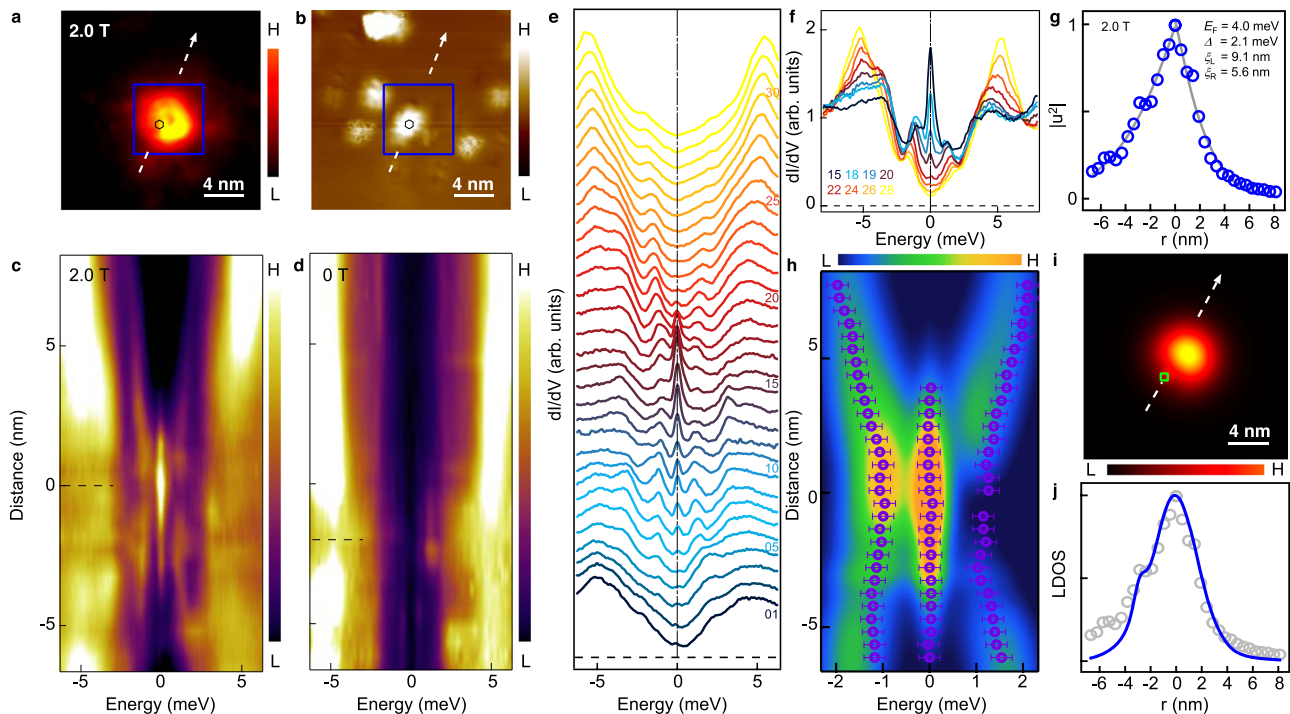 a
2.0 T
4 nm
H
L
b
4 nm
H
L
c
2.0 T
5
0
-5
Distance (nm)
-5
0
5
Energy (meV)
H
L
d
0 T
-5
0
5
Energy (meV)
H
L
e
30
25
20
15
10
05
01
dI/dV (arb. units)
-5
0
5
Energy (meV)
f
2
1
0
dI/dV (arb. units)
15 18 19 20
22 24 26 28
-5
0
5
Energy (meV)
g
2.0 T
E_F = 4.0 meV
Δ = 2.1 meV
ξ_L = 9.1 nm
ξ_R = 5.6 nm
1
0
|u²|
-6 -4 -2 0 2 4 6 8
r (nm)
h
L
H
5
0
-5
Distance (nm)
-2 -1 0 1 2
Energy (meV)
i
4 nm
L
H
j
LDOS
-6 -4 -2 0 2 4 6 8
r (nm)